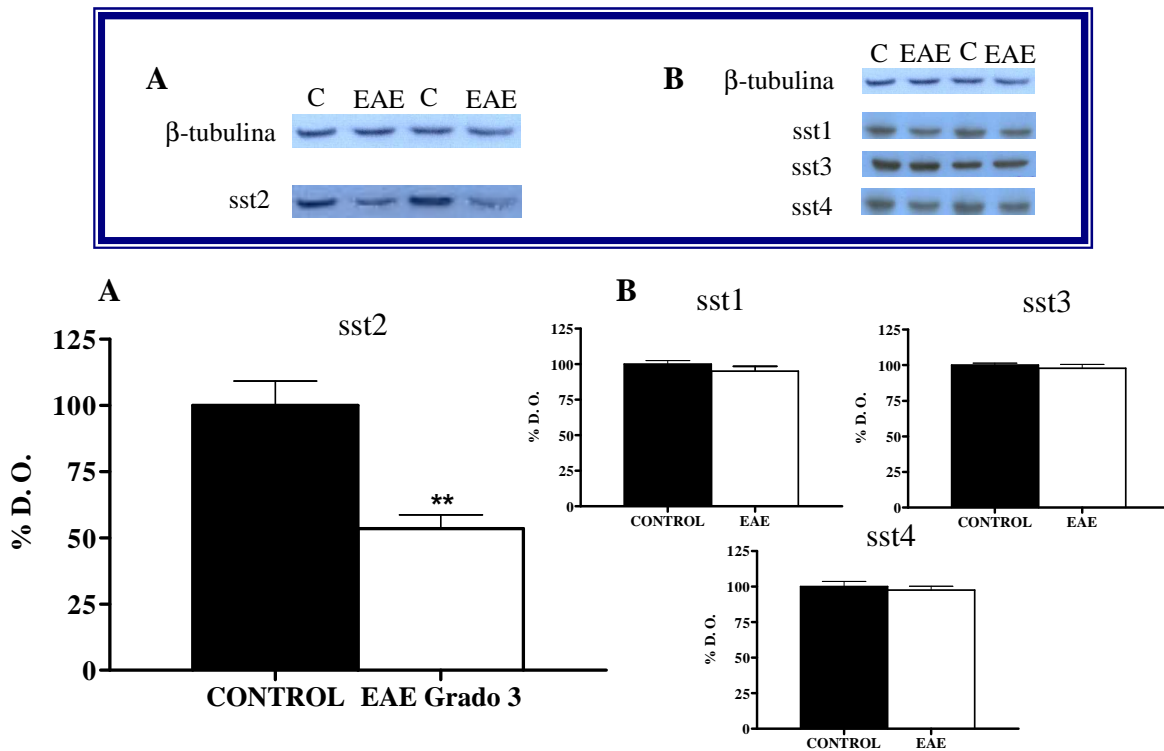 A
C EAE C EAE
β-tubulina
sst2
B
C EAE C EAE
β-tubulina
sst1
sst3
sst4
A
sst2
% D. O.
125
100
75
50
25
0
**
CONTROL EAE Grado 3
B
sst1
% D. O.
125
100
75
50
25
0
CONTROL EAE
sst3
% D. O.
125
100
75
50
25
0
CONTROL EAE
sst4
% D. O.
125
100
75
50
25
0
CONTROL EAE